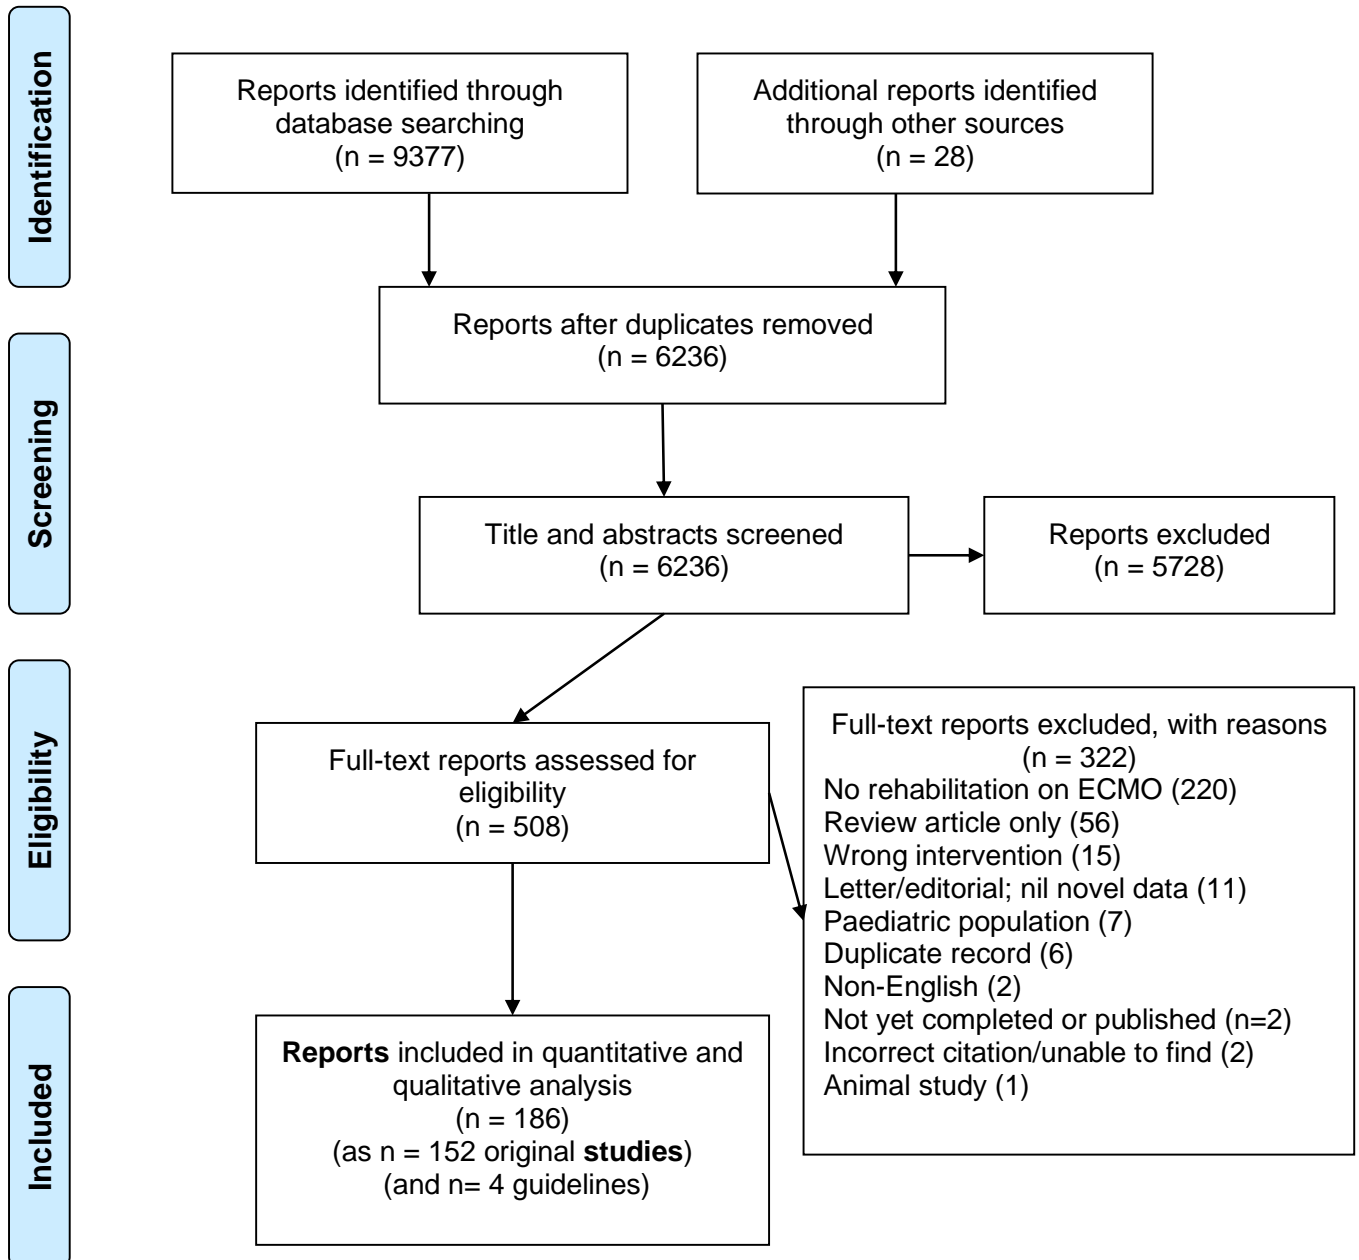 Identification
Reports identified through
database searching
(n = 9377)
Additional reports identified
through other sources
(n = 28)
Reports after duplicates removed
(n = 6236)
Screening
Title and abstracts screened
(n = 6236)
Reports excluded
(n = 5728)
Eligibility
Full-text reports assessed for
eligibility
(n = 508)
Full-text reports excluded, with reasons
(n = 322)
No rehabilitation on ECMO (220)
Review article only (56)
Wrong intervention (15)
Letter/editorial; nil novel data (11)
Paediatric population (7)
Duplicate record (6)
Non-English (2)
Not yet completed or published (n=2)
Incorrect citation/unable to find (2)
Animal study (1)
Included
Reports included in quantitative and
qualitative analysis
(n = 186)
(as n = 152 original studies)
(and n= 4 guidelines)